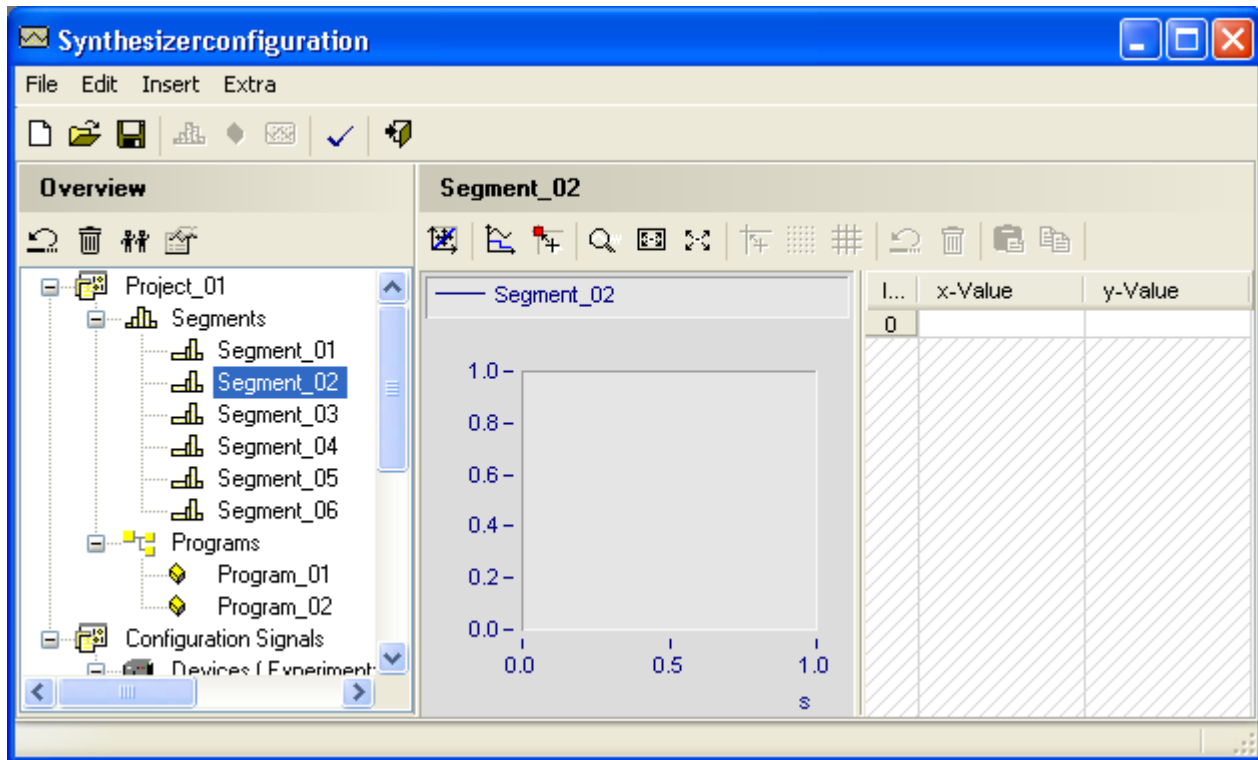 Synthesizerconfiguration
File Edit Insert Extra
Overview
Project_01
Segments
Segment_01
Segment_02
Segment_03
Segment_04
Segment_05
Segment_06
Programs
Program_01
Program_02
Configuration Signals
Devices ( Experiment:
Segment_02
Segment_02
1.0
0.8
0.6
0.4
0.2
0.0
0.0 0.5 1.0
s
I... x-Value y-Value
0